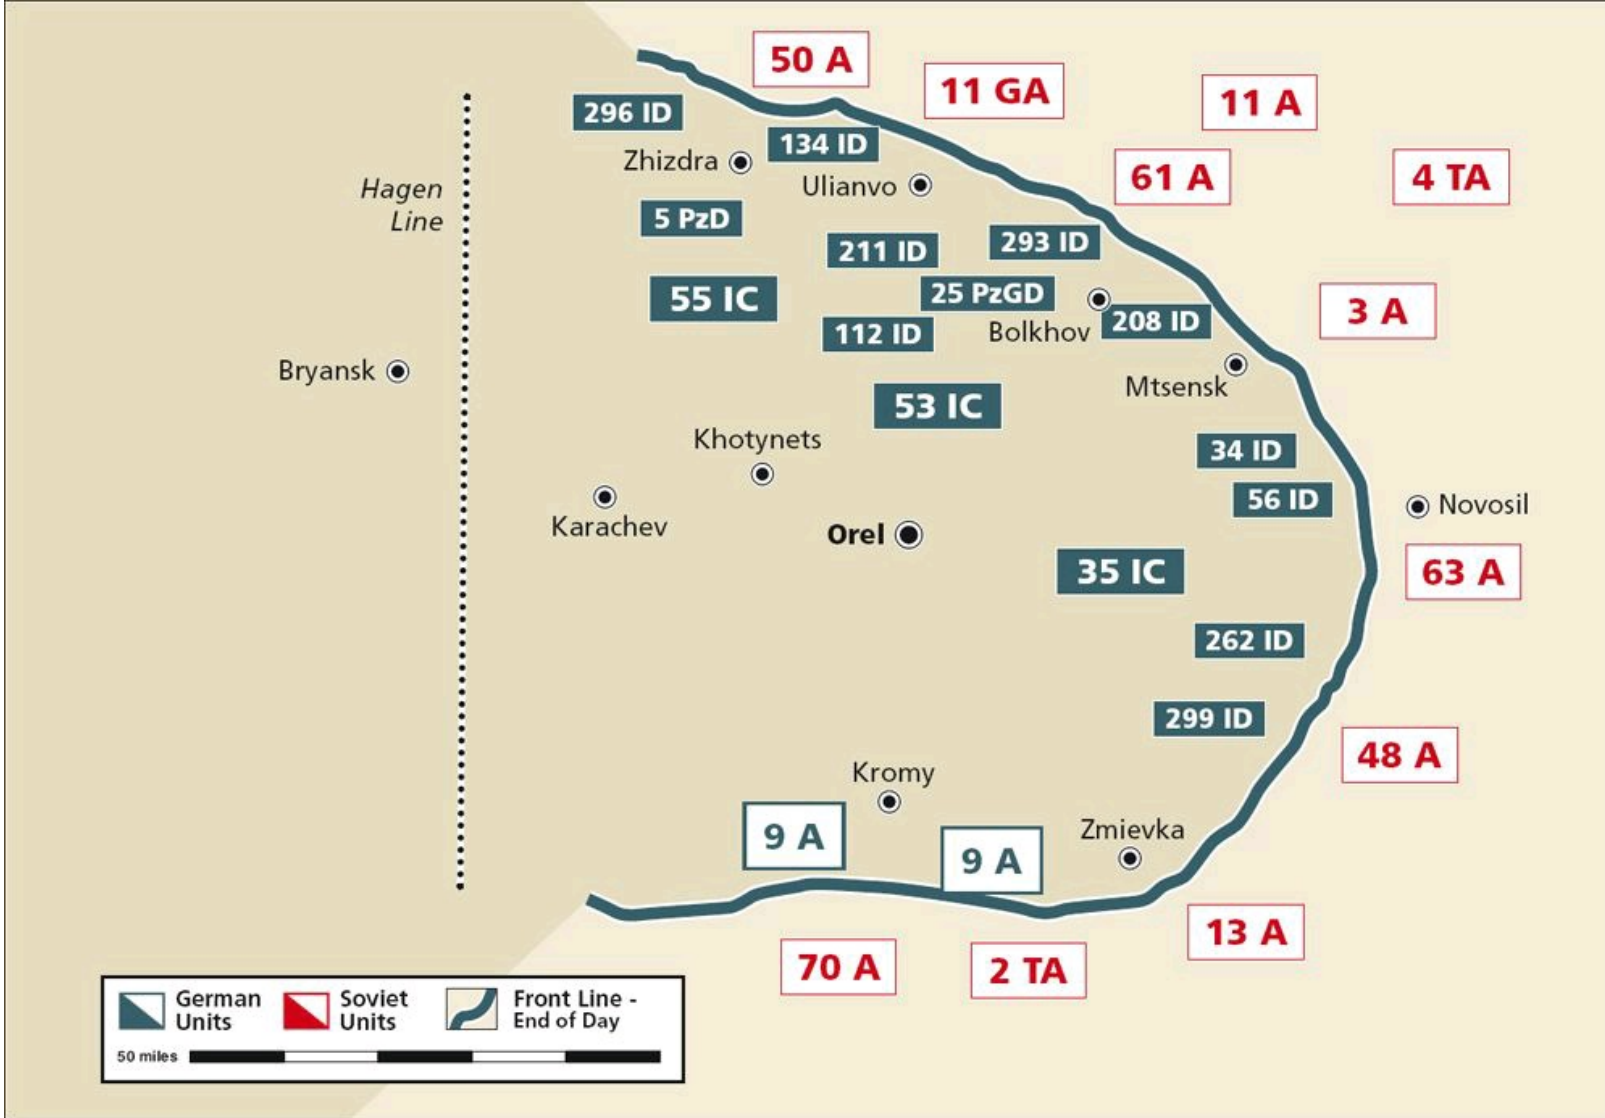 50 A
11 GA
11 A
296 ID
134 ID
Zhizdra
Ulianvo
61 A
4 TA
Hagen
Line
5 PzD
211 ID
293 ID
55 IC
25 PzGD
3 A
112 ID
Bolkhov
208 ID
Bryansk
Mtsensk
53 IC
Khotynets
34 ID
56 ID
Novosil
Karachev
Orel
35 IC
63 A
262 ID
299 ID
48 A
Kromy
9 A
9 A
Zmievka
13 A
70 A
2 TA
German
Units
Soviet
Units
Front Line -
End of Day
50 miles